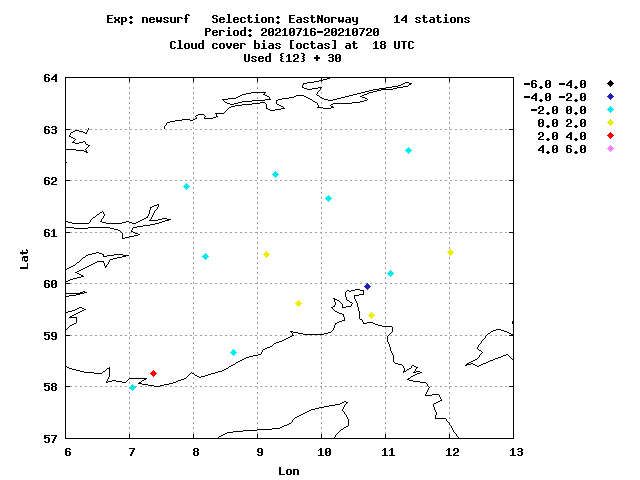 Exp: newsurf Selection: EastNorway 14 stations
Period: 20210716-20210720
Cloud cover bias [octas] at 18 UTC
Used {12} + 30
-6.0 -4.0
-4.0 -2.0
-2.0 0.0
0.0 2.0
2.0 4.0
4.0 6.0
64
63
62
61
60
59
58
57
Lat
6 7 8 9 10 11 12 13
Lon